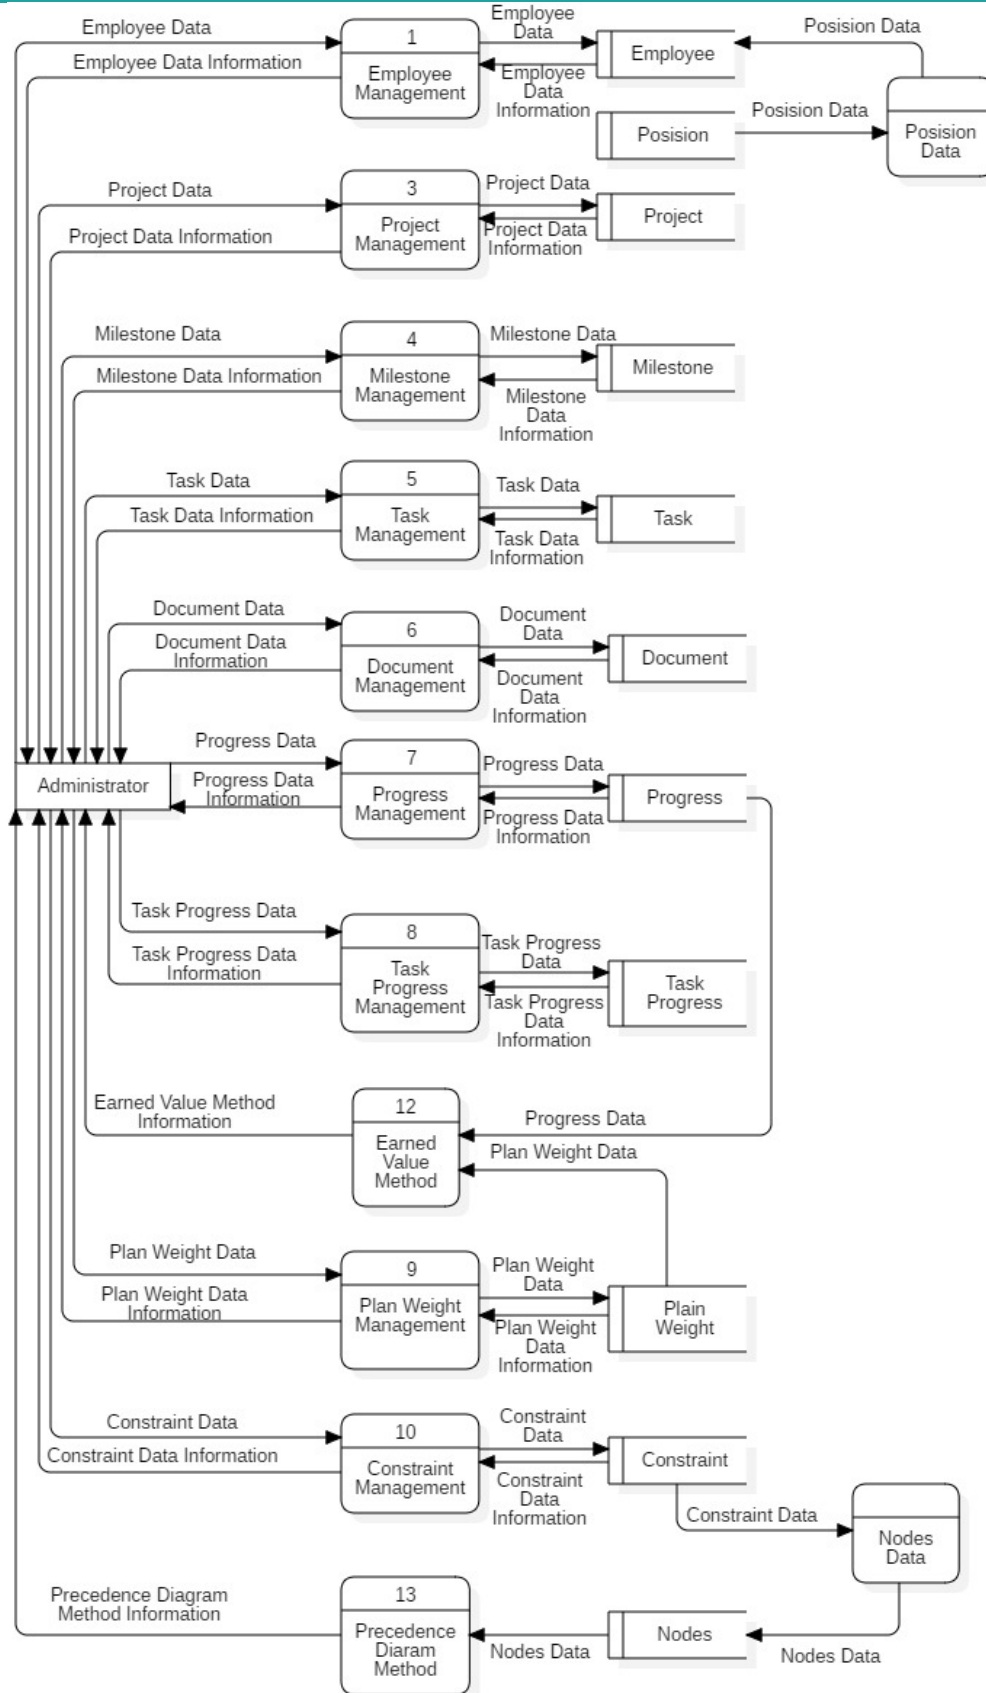 Employee Data
Employee Data Information
1
Employee
Management
Employee
Data
Employee
Data
Information
Employee
Posision Data
Posision
Posision Data
Posision
Data
Project Data
Project Data Information
3
Project
Management
Project Data
Project Data
Information
Project
Milestone Data
Milestone Data Information
4
Milestone
Management
Milestone Data
Milestone
Data
Information
Milestone
Task Data
Task Data Information
5
Task
Management
Task Data
Task Data
Information
Task
Document Data
Document Data
Information
6
Document
Management
Document
Data
Document
Data
Information
Document
Administrator
Progress Data
Progress Data
Information
7
Progress
Management
Progress Data
Progress Data
Information
Progress
Task Progress Data
Task Progress Data
Information
8
Task
Progress
Management
Task Progress
Data
Task Progress
Data
Information
Task
Progress
Earned Value Method
Information
12
Earned
Value
Method
Progress Data
Plan Weight Data
Plan Weight Data
Plan Weight Data
Information
9
Plan Weight
Management
Plan Weight
Data
Plan Weight
Data
Information
Plain
Weight
Constraint Data
Constraint Data Information
10
Constraint
Management
Constraint
Data
Constraint
Data
Information
Constraint
Constraint Data
Nodes
Data
Precedence Diagram
Method Information
13
Precedence
Diaram
Method
Nodes Data
Nodes
Nodes Data